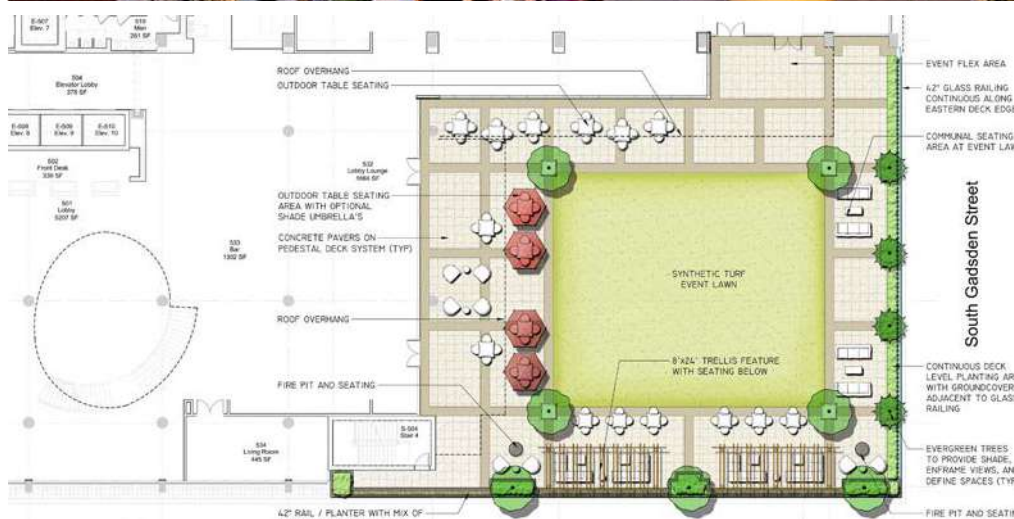 E-507
Elev. 7
Men
261 SF
504
Elevator Lobby
378 SF
E-509
Elev. 9
E-510
Elev. 10
502
Front Desk
339 SF
501
Lobby
5207 SF
533
Bar
1302 SF
532
Lobby Lounge
534
Living Room
445 SF
S-504
Stair 4
ROOF OVERHANG
OUTDOOR TABLE SEATING
OUTDOOR TABLE SEATING
AREA WITH OPTIONAL
SHADE UMBRELLA'S
CONCRETE PAVERS ON
PEDESTAL DECK SYSTEM (TYP)
ROOF OVERHANG
FIRE PIT AND SEATING
42" RAIL / PLANTER WITH MIX OF
SYNTHETIC TURF
EVENT LAWN
8'x24' TRELLIS FEATURE
WITH SEATING BELOW
EVENT FLEX AREA
42" GLASS RAILING
CONTINUOUS ALONG
EASTERN DECK EDGE
COMMUNAL SEATING
AREA AT EVENT LAW
South Gadsden Street
CONTINUOUS DECK
LEVEL PLANTING AR
WITH GROUNDCOVER
ADJACENT TO GLASS
RAILING
EVERGREEN TREES
TO PROVIDE SHADE,
ENFRAME VIEWS, AN
DEFINE SPACES (TYP
FIRE PIT AND SEATIN